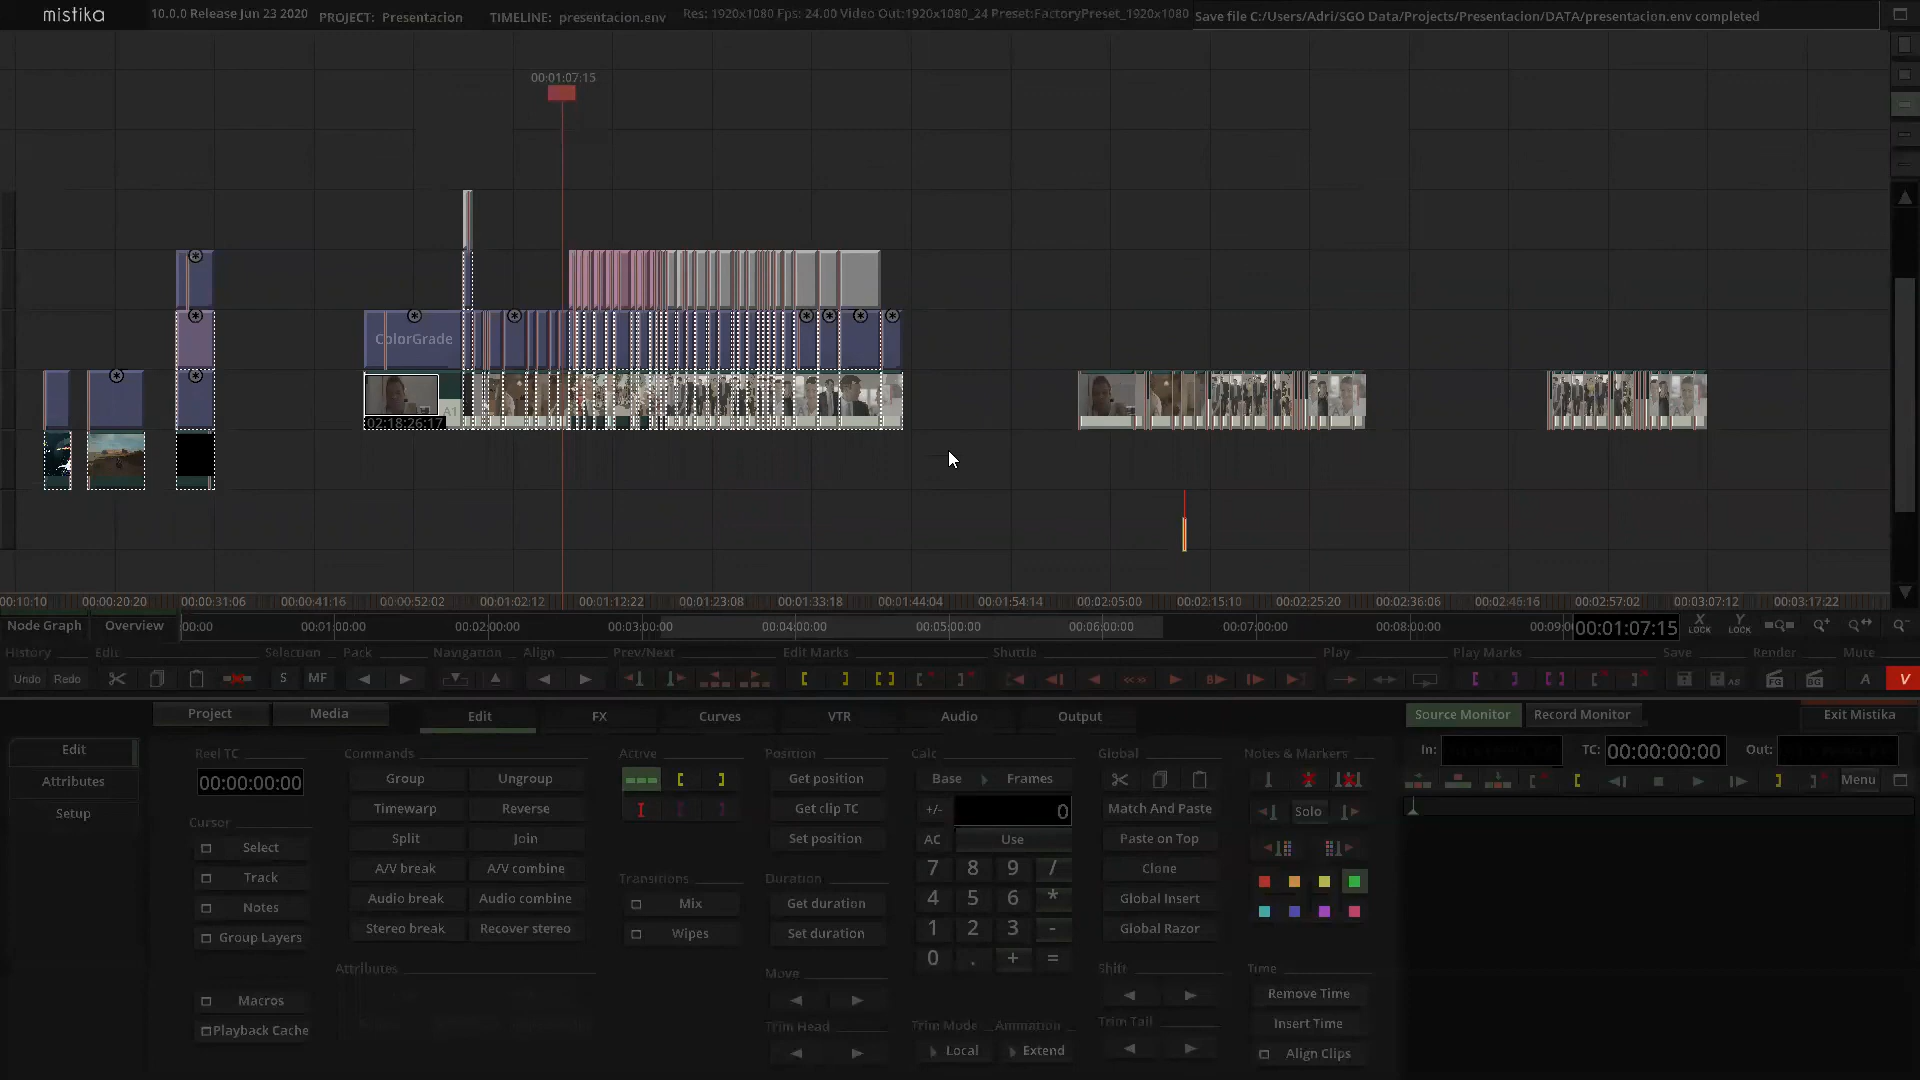 mistika 10.0.0 Release Jun 23 2020 PROJECT: Presentacion TIMELINE: presentacion.env Res: 1920x1080 Fps: 24.00 Video Out:1920x1080_24 Preset:FactoryPreset_1920x1080 Save file C:/Users/Adri/SGO Data/Projects/Presentacion/DATA/presentacion.env completed
00:01:07:15
ColorGrade
A1
02:18:26:17
00:10:10 00:00:20:20 00:00:31:06 00:00:41:16 00:00:52:02 00:01:02:12 00:01:12:22 00:01:23:08 00:01:33:18 00:01:44:04 00:01:54:14 00:02:05:00 00:02:15:10 00:02:25:20 00:02:36:06 00:02:46:16 00:02:57:02 00:03:07:12 00:03:17:22
Node Graph Overview 00:00 00:01:00:00 00:02:00:00 00:03:00:00 00:04:00:00 00:05:00:00 00:06:00:00 00:07:00:00 00:08:00:00 00:09:0 00:01:07:15 X LOCK Y LOCK
History Edit Selection Pack Navigation Align Prev/Next Edit Marks Shuttle Play Play Marks Save Render Mute
Undo Redo S MF AS FG BG A V
Project Media Edit FX Curves VTR Audio Output Source Monitor Record Monitor Exit Mistika
Edit Reel TC Commands Active Position Calc Global Notes & Markers In: TC: 00:00:00:00 Out:
Attributes 00:00:00:00 Group Ungroup Get position Base Frames Menu
Setup Cursor Timewarp Reverse Get clip TC +/- 0 Match And Paste Solo
Select Split Join Set position AC Use Paste on Top
Track A/V break A/V combine Transitions Duration 7 8 9 / Clone
Notes Audio break Audio combine Mix Get duration 4 5 6 * Global Insert
Group Layers Stereo break Recover stereo Wipes Set duration 1 2 3 - Global Razor
0 . + =
Attributes Move Shift Time
Macros Remove Time
Playback Cache Trim Head Trim Mode Animation Trim Tail Insert Time
Local Extend Align Clips